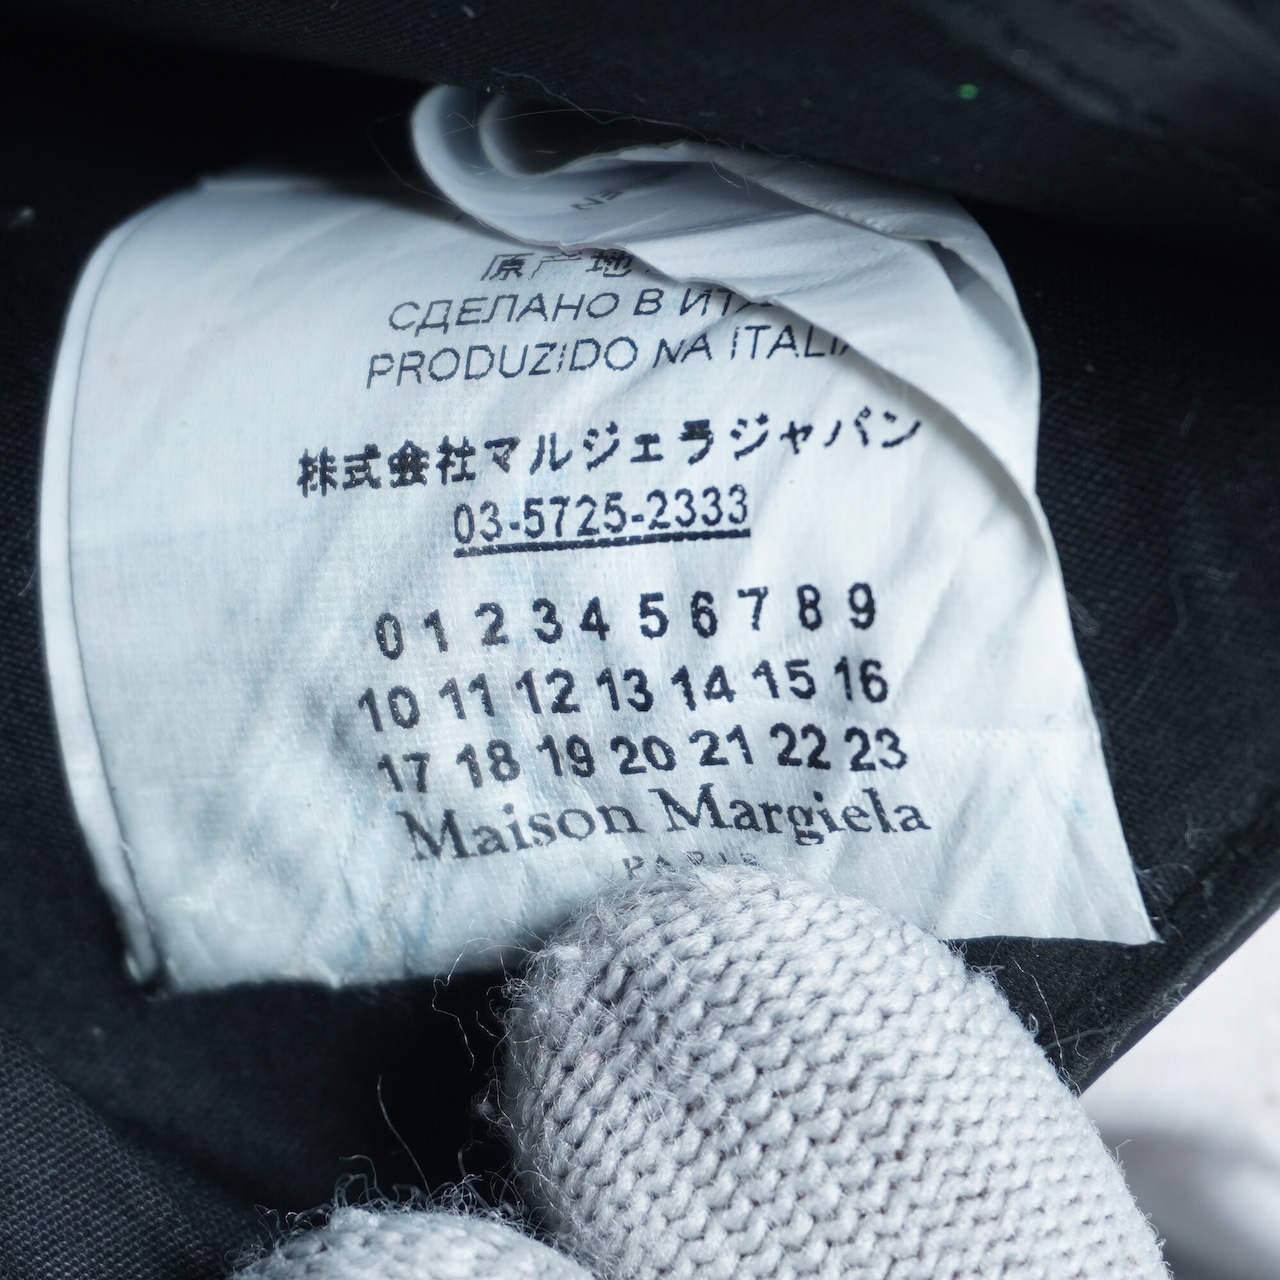 原产地
СДЕЛАНО В ИТА
PRODUZIDO NA ITALIA
株式会社マルジェラジャパン
03-5725-2333
0 1 2 3 4 5 6 7 8 9
10 11 12 13 14 15 16
17 18 19 20 21 22 23
Maison Margiela
PARIS